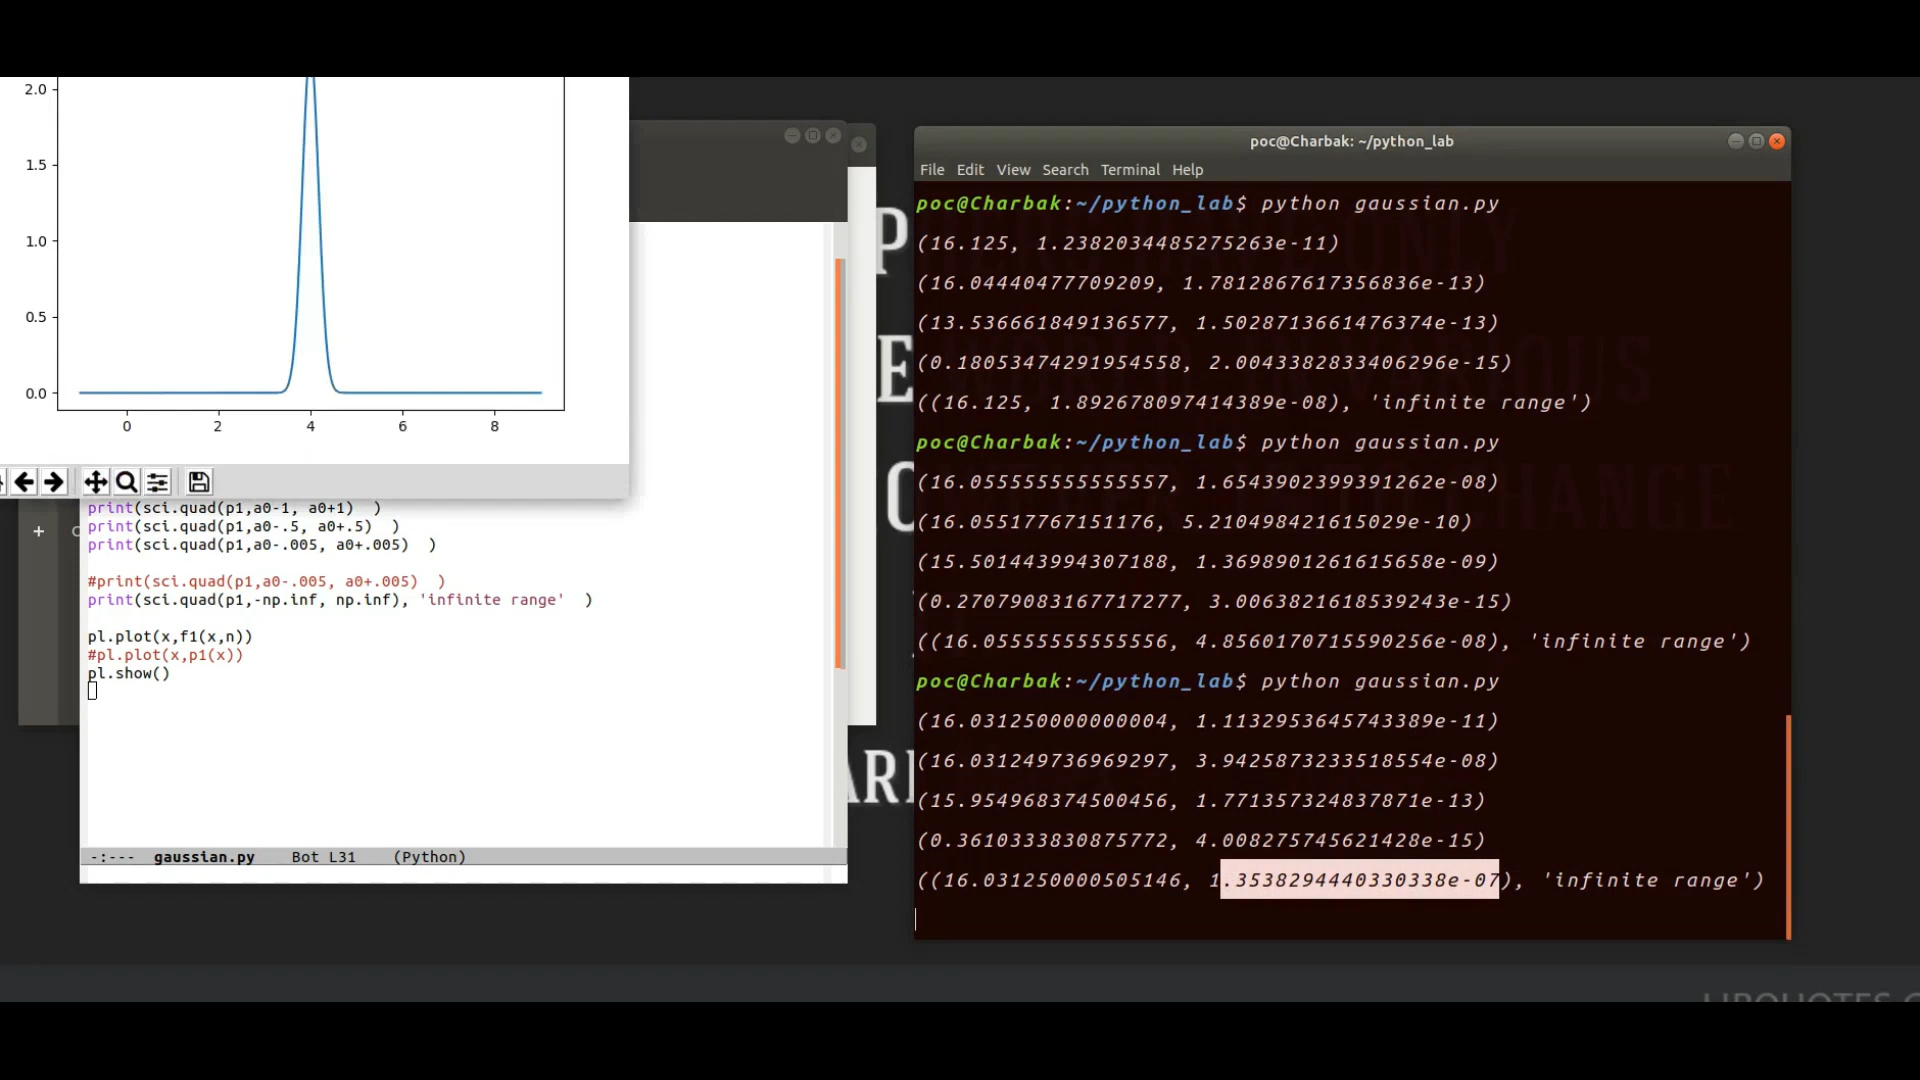 2.0
1.5
1.0
0.5
0.0
0 2 4 6 8
print(sci.quad(p1,a0-1, a0+1)  )
print(sci.quad(p1,a0-.5, a0+.5)  )
print(sci.quad(p1,a0-.005, a0+.005)  )
#print(sci.quad(p1,a0-.005, a0+.005)  )
print(sci.quad(p1,-np.inf, np.inf), 'infinite range'  )
pl.plot(x,f1(x,n))
#pl.plot(x,p1(x))
pl.show()
-:--- gaussian.py Bot L31 (Python)
poc@Charbak: ~/python_lab
File Edit View Search Terminal Help
poc@Charbak:~/python_lab$ python gaussian.py
(16.125, 1.2382034485275263e-11)
(16.04440477709209, 1.7812867617356836e-13)
(13.536661849136577, 1.5028713661476374e-13)
(0.18053474291954558, 2.0043382833406296e-15)
((16.125, 1.892678097414389e-08), 'infinite range')
poc@Charbak:~/python_lab$ python gaussian.py
(16.055555555555557, 1.6543902399391262e-08)
(16.05517767151176, 5.210498421615029e-10)
(15.501443994307188, 1.3698901261615658e-09)
(0.27079083167717277, 3.0063821618539243e-15)
((16.05555555555556, 4.8560170715590256e-08), 'infinite range')
poc@Charbak:~/python_lab$ python gaussian.py
(16.031250000000004, 1.1132953645743389e-11)
(16.031249736969297, 3.9425873233518554e-08)
(15.954968374500456, 1.771357324837871e-13)
(0.36103333830875772, 4.008275745621428e-15)
((16.031250000505146, 1.3538294440330338e-07), 'infinite range')